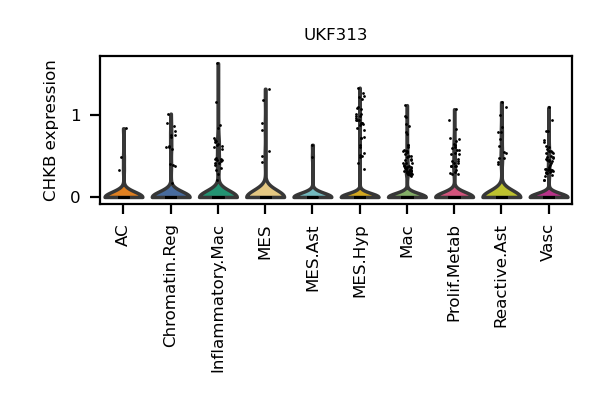 UKF313
CHKB expression
1
0
AC
Chromatin.Reg
Inflammatory.Mac
MES
MES.Ast
MES.Hyp
Mac
Prolif.Metab
Reactive.Ast
Vasc